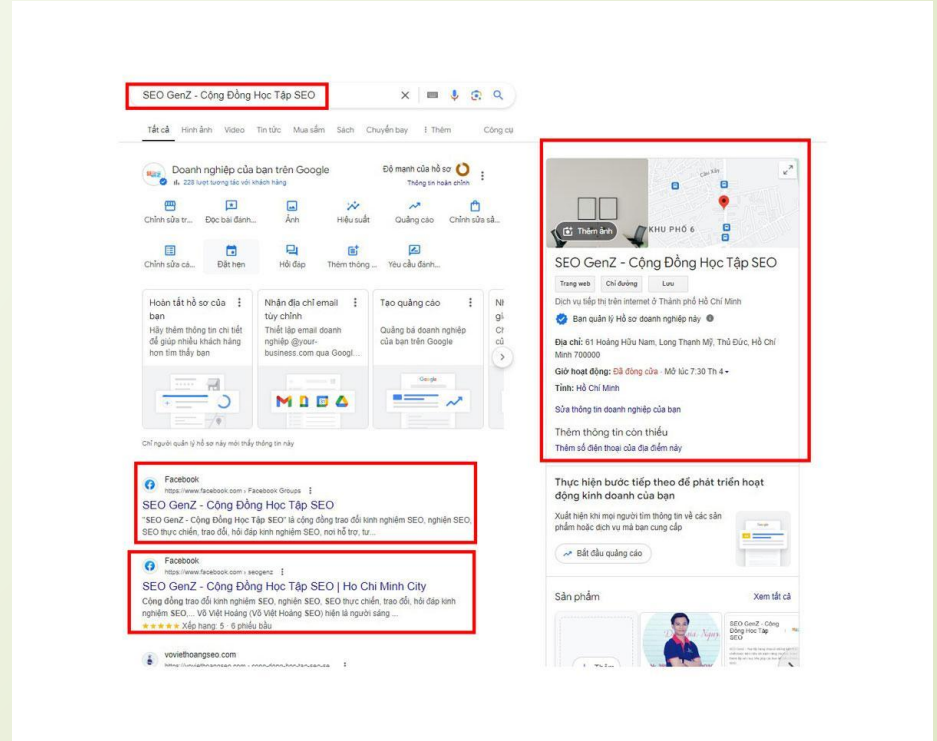 SEO GenZ - Cộng Đồng Học Tập SEO
Tất cả Hình ảnh Video Tin tức Mua sắm Sách Chuyến bay Thêm Công cụ
Doanh nghiệp của bạn trên Google
228 lượt tương tác với khách hàng
Độ mạnh của hồ sơ
Thông tin hoàn chỉnh
Chỉnh sửa tr... Đọc bài đánh... Ảnh Hiệu suất Quảng cáo Chỉnh sửa sả...
Chỉnh sửa cá... Đặt hẹn Hỏi đáp Thêm thông ... Yêu cầu đánh...
Hoàn tất hồ sơ của
bạn
Hãy thêm thông tin chi tiết
để giúp nhiều khách hàng
hơn tìm thấy bạn
Nhận địa chỉ email
tùy chỉnh
Thiết lập email doanh
nghiệp @your-
business.com qua Googl...
Tạo quảng cáo
Quảng bá doanh nghiệp
của bạn trên Google
Google
Chỉ người quản lý hồ sơ này mới thấy thông tin này
Facebook
https://www.facebook.com › Facebook Groups
SEO GenZ - Cộng Đồng Học Tập SEO
"SEO GenZ - Cộng Đồng Học Tập SEO" là cộng đồng trao đổi kinh nghiệm SEO, nghiện SEO,
SEO thực chiến, trao đổi, hỏi đáp kinh nghiệm SEO, nơi hỗ trợ, tư...
Facebook
https://www.facebook.com › seogenz
SEO GenZ - Cộng Đồng Học Tập SEO | Ho Chi Minh City
Cộng đồng trao đổi kinh nghiệm SEO, nghiện SEO, SEO thực chiến, trao đổi, hỏi đáp kinh
nghiệm SEO,... Võ Việt Hoàng (Võ Việt Hoàng SEO) hiện là người sáng ...
Xếp hạng: 5 · 6 phiếu bầu
voviethoangseo.com
Thêm ảnh
KHU PHỐ 6
SEO GenZ - Cộng Đồng Học Tập SEO
Trang web Chỉ đường Lưu
Dịch vụ tiếp thị trên internet ở Thành phố Hồ Chí Minh
Bạn quản lý Hồ sơ doanh nghiệp này
Địa chỉ: 61 Hoàng Hữu Nam, Long Thạnh Mỹ, Thủ Đức, Hồ Chí
Minh 700000
Giờ hoạt động: Đã đóng cửa · Mở lúc 7:30 Th 4
Tỉnh: Hồ Chí Minh
Sửa thông tin doanh nghiệp của bạn
Thêm thông tin còn thiếu
Thêm số điện thoại của địa điểm này
Thực hiện bước tiếp theo để phát triển hoạt
động kinh doanh của bạn
Xuất hiện khi mọi người tìm thông tin về các sản
phẩm hoặc dịch vụ mà bạn cung cấp
Bắt đầu quảng cáo
Sản phẩm Xem tất cả
SEO GenZ - Cộng
Đồng Học Tập
SEO